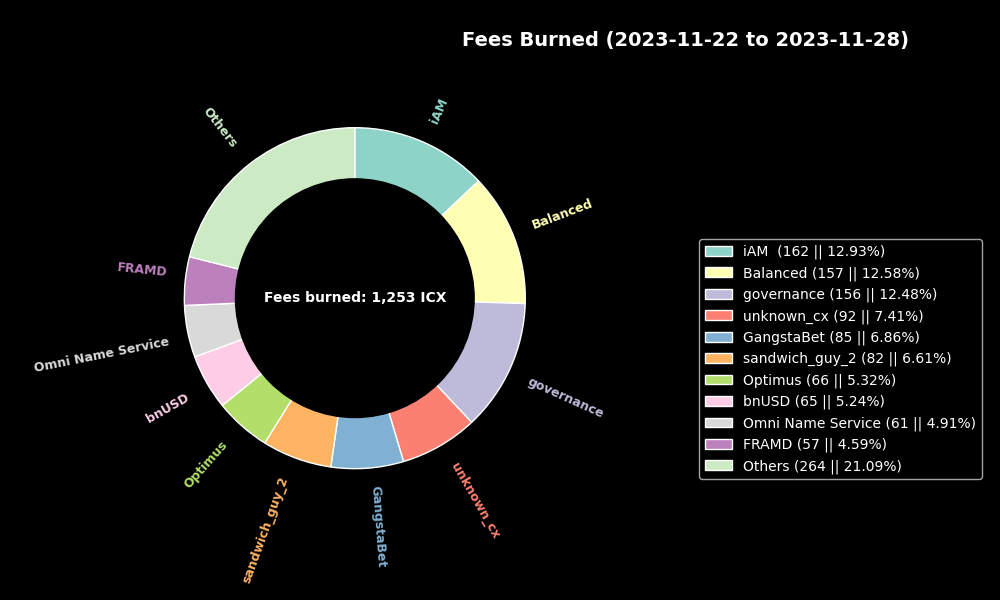 Fees Burned (2023-11-22 to 2023-11-28)
iAM
Others
Balanced
FRAMD
Fees burned: 1,253 ICX
Omni Name Service
governance
bnUSD
Optimus
unknown_cx
sandwich_guy_2
GangstaBet
iAM  (162 || 12.93%)
Balanced (157 || 12.58%)
governance (156 || 12.48%)
unknown_cx (92 || 7.41%)
GangstaBet (85 || 6.86%)
sandwich_guy_2 (82 || 6.61%)
Optimus (66 || 5.32%)
bnUSD (65 || 5.24%)
Omni Name Service (61 || 4.91%)
FRAMD (57 || 4.59%)
Others (264 || 21.09%)